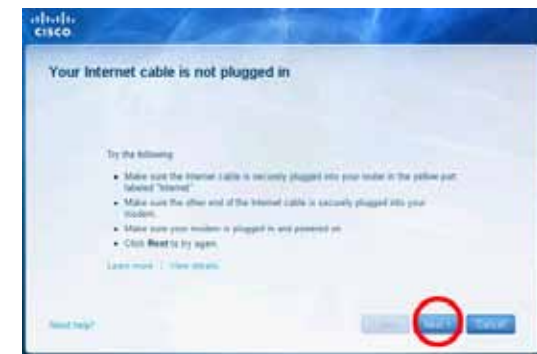 CISCO
Your Internet cable is not plugged in
Try the following:
Make sure the Internet cable is securely plugged into your router in the yellow port
labeled "Internet"
Make sure the other end of the Internet cable is securely plugged into your
modem.
Make sure your modem is plugged in and powered on
Click Next to try again.
Learn more | View details
Need help?
Next
Cancel